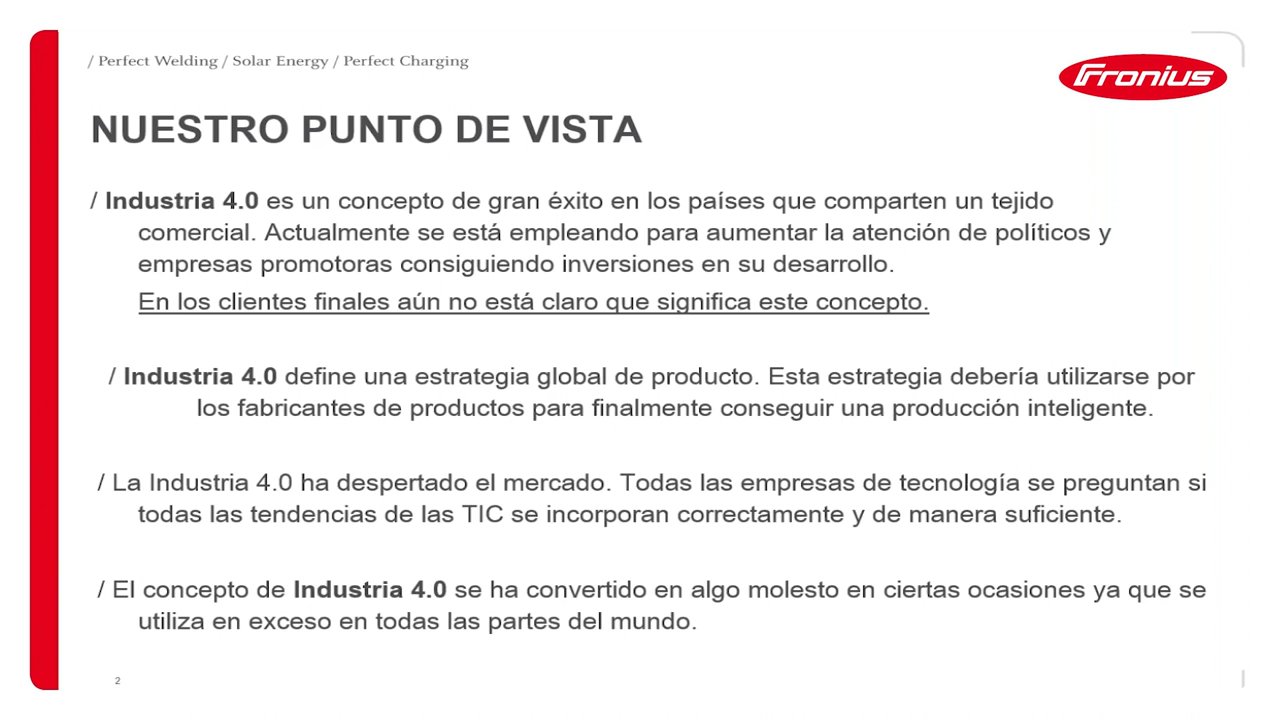 / Perfect Welding / Solar Energy / Perfect Charging
Fronius
NUESTRO PUNTO DE VISTA
/ Industria 4.0 es un concepto de gran éxito en los países que comparten un tejido
comercial. Actualmente se está empleando para aumentar la atención de políticos y
empresas promotoras consiguiendo inversiones en su desarrollo.
En los clientes finales aún no está claro que significa este concepto.
/ Industria 4.0 define una estrategia global de producto. Esta estrategia debería utilizarse por
los fabricantes de productos para finalmente conseguir una producción inteligente.
/ La Industria 4.0 ha despertado el mercado. Todas las empresas de tecnología se preguntan si
todas las tendencias de las TIC se incorporan correctamente y de manera suficiente.
/ El concepto de Industria 4.0 se ha convertido en algo molesto en ciertas ocasiones ya que se
utiliza en exceso en todas las partes del mundo.
2